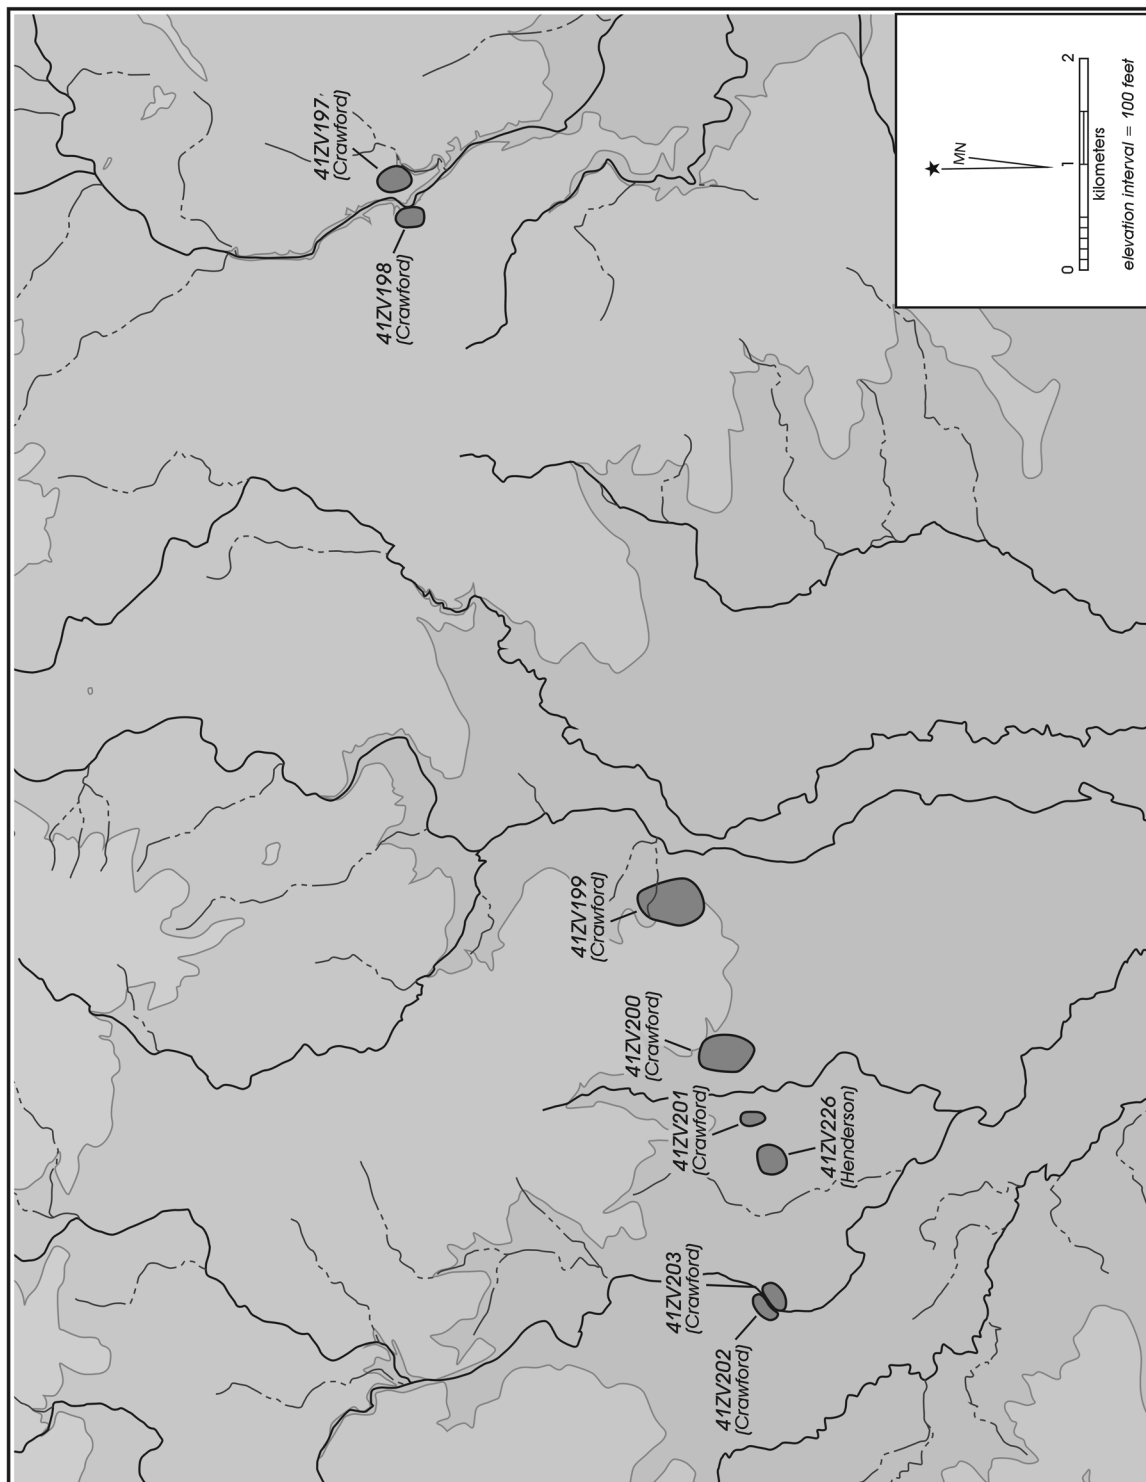 41ZV197
(Crawford)
41ZV198
(Crawford)
41ZV199
(Crawford)
41ZV200
(Crawford)
41ZV201
(Crawford)
41ZV226
(Henderson)
41ZV203
(Crawford)
41ZV202
(Crawford)
MN
0 1 2
kilometers
elevation interval = 100 feet